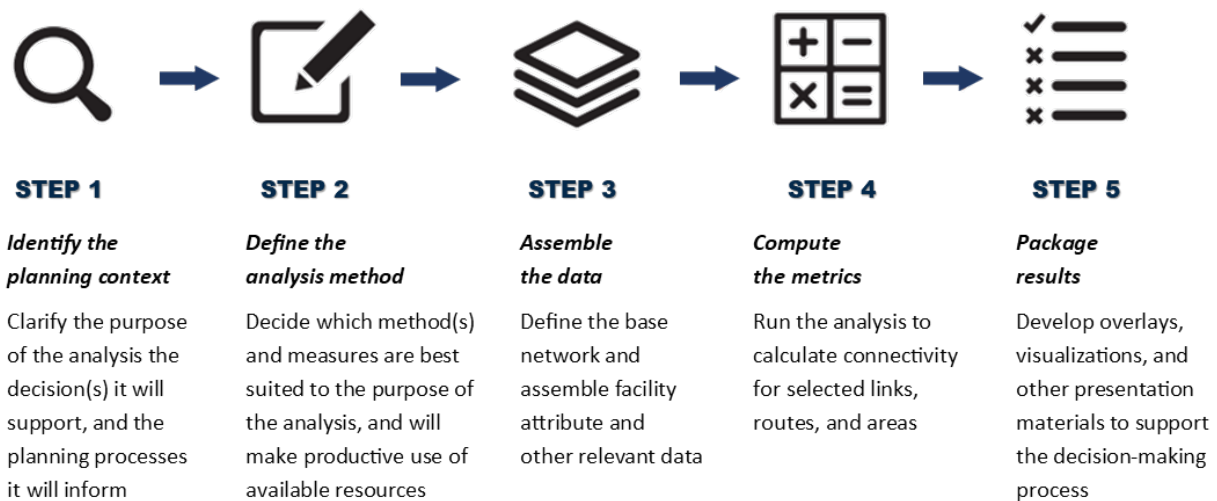 STEP 1
Identify the
planning context
Clarify the purpose
of the analysis the
decision(s) it will
support, and the
planning processes
it will inform
STEP 2
Define the
analysis method
Decide which method(s)
and measures are best
suited to the purpose of
the analysis, and will
make productive use of
available resources
STEP 3
Assemble
the data
Define the base
network and
assemble facility
attribute and
other relevant data
STEP 4
Compute
the metrics
Run the analysis to
calculate connectivity
for selected links,
routes, and areas
STEP 5
Package
results
Develop overlays,
visualizations, and
other presentation
materials to support
the decision-making
process